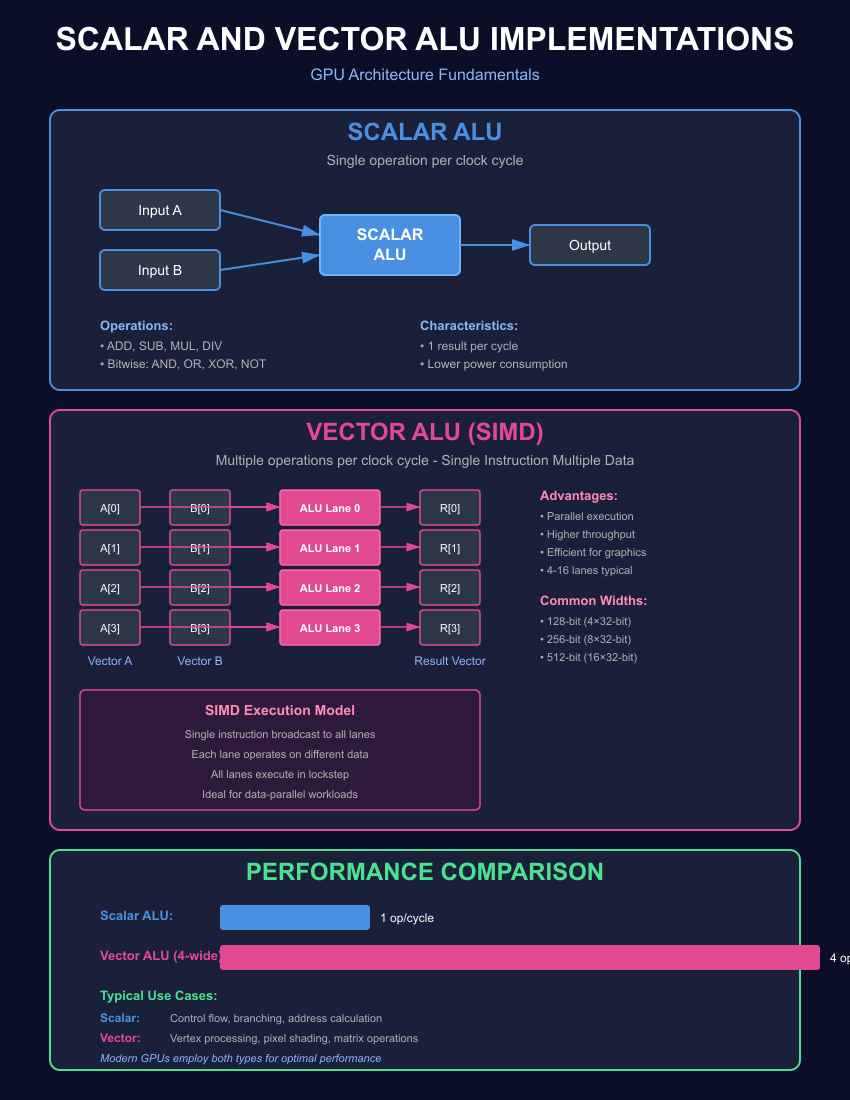 SCALAR AND VECTOR ALU IMPLEMENTATIONS
GPU Architecture Fundamentals
SCALAR ALU
Single operation per clock cycle
Input A
Input B
SCALAR
ALU
Output
Operations:
• ADD, SUB, MUL, DIV
• Bitwise: AND, OR, XOR, NOT
Characteristics:
• 1 result per cycle
• Lower power consumption
VECTOR ALU (SIMD)
Multiple operations per clock cycle - Single Instruction Multiple Data
A[0] B[0] ALU Lane 0 R[0]
A[1] B[1] ALU Lane 1 R[1]
A[2] B[2] ALU Lane 2 R[2]
A[3] B[3] ALU Lane 3 R[3]
Vector A Vector B Result Vector
Advantages:
• Parallel execution
• Higher throughput
• Efficient for graphics
• 4-16 lanes typical
Common Widths:
• 128-bit (4×32-bit)
• 256-bit (8×32-bit)
• 512-bit (16×32-bit)
SIMD Execution Model
Single instruction broadcast to all lanes
Each lane operates on different data
All lanes execute in lockstep
Ideal for data-parallel workloads
PERFORMANCE COMPARISON
Scalar ALU: 1 op/cycle
Vector ALU (4-wide) 4 op
Typical Use Cases:
Scalar: Control flow, branching, address calculation
Vector: Vertex processing, pixel shading, matrix operations
Modern GPUs employ both types for optimal performance